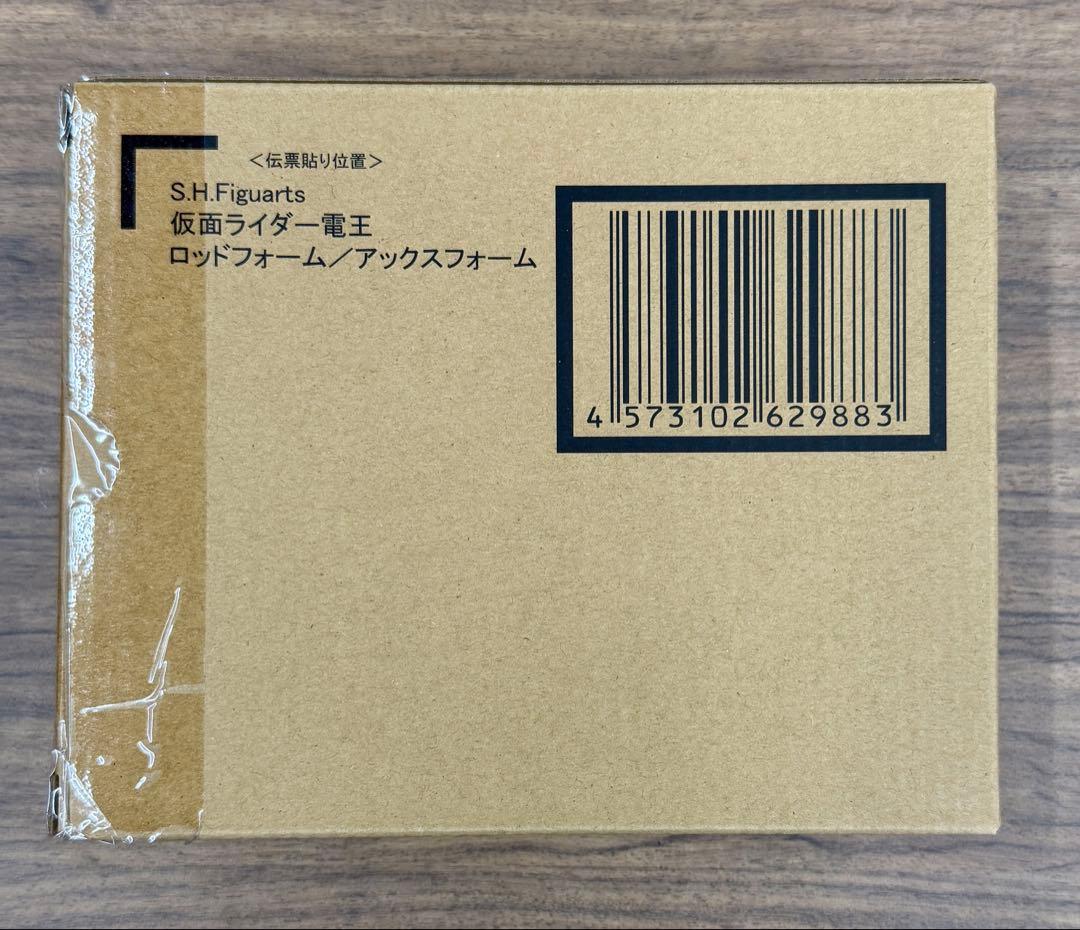 ＜伝票貼り位置＞
S.H.Figuarts
仮面ライダー電王
ロッドフォーム／アックスフォーム
4 573102 629883